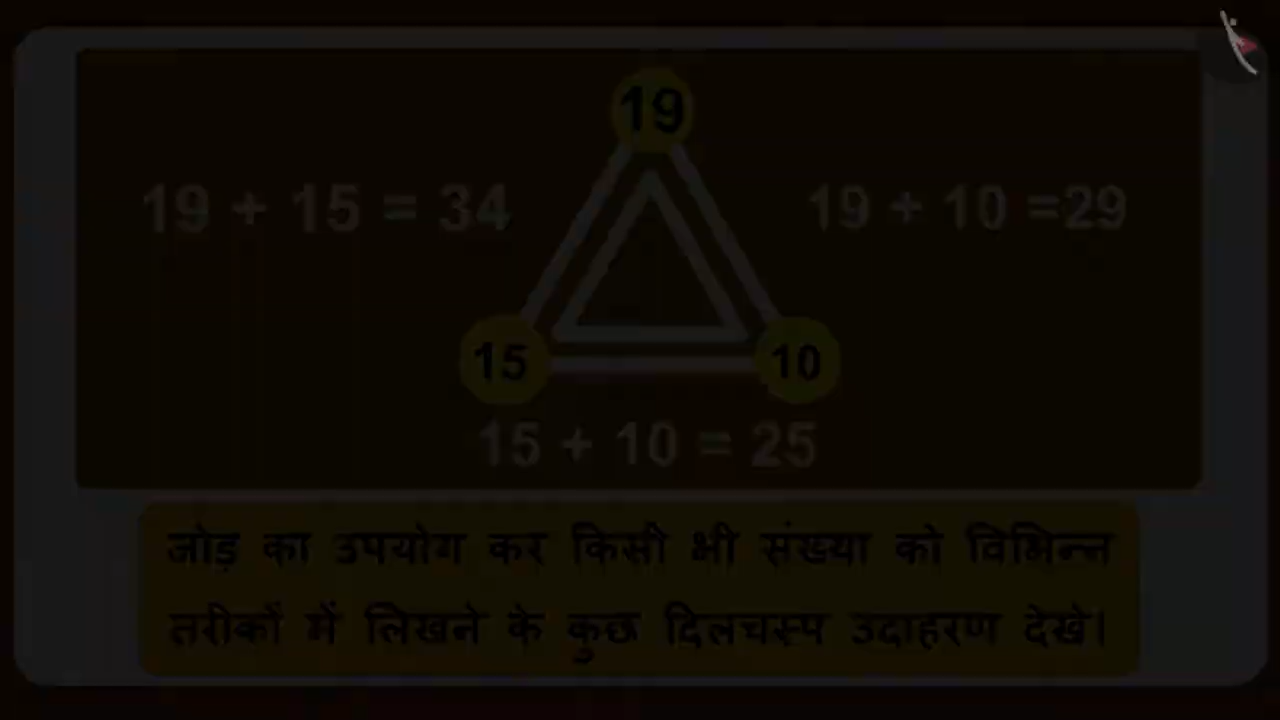 19
19 + 15 = 34
19 + 10 =29
15
10
15 + 10 = 25
जोड़ का उपयोग कर किसी भी संख्या को विभिन्न
तरीकों में लिखने के कुछ दिलचस्प उदाहरण देखे।